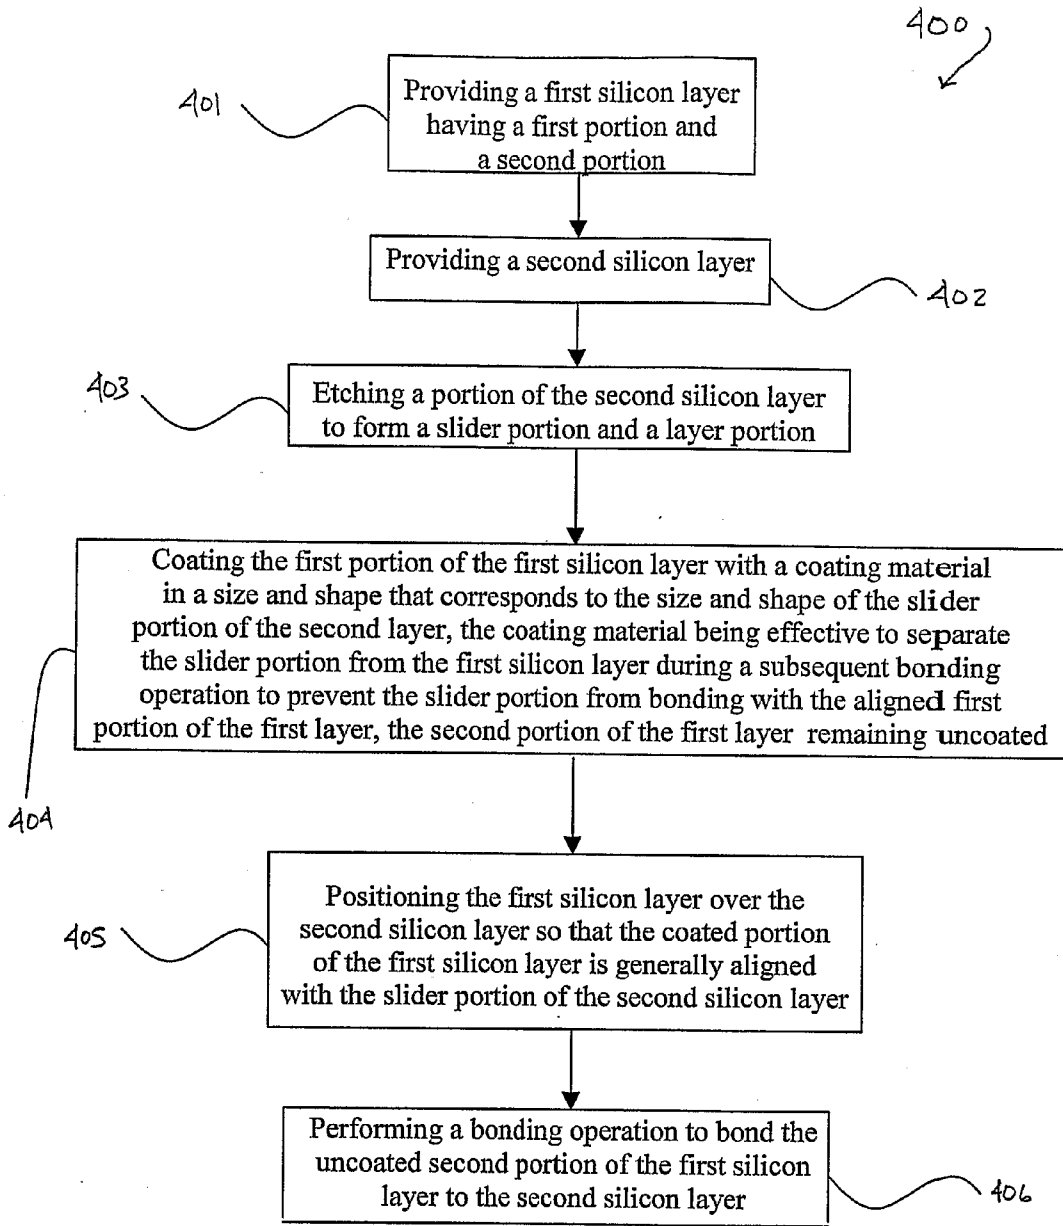 400
401
Providing a first silicon layer
having a first portion and
a second portion
Providing a second silicon layer
402
403
Etching a portion of the second silicon layer
to form a slider portion and a layer portion
Coating the first portion of the first silicon layer with a coating material
in a size and shape that corresponds to the size and shape of the slider
portion of the second layer, the coating material being effective to separate
the slider portion from the first silicon layer during a subsequent bonding
operation to prevent the slider portion from bonding with the aligned first
portion of the first layer, the second portion of the first layer remaining uncoated
404
Positioning the first silicon layer over the
second silicon layer so that the coated portion
of the first silicon layer is generally aligned
with the slider portion of the second silicon layer
405
Performing a bonding operation to bond the
uncoated second portion of the first silicon
layer to the second silicon layer
406